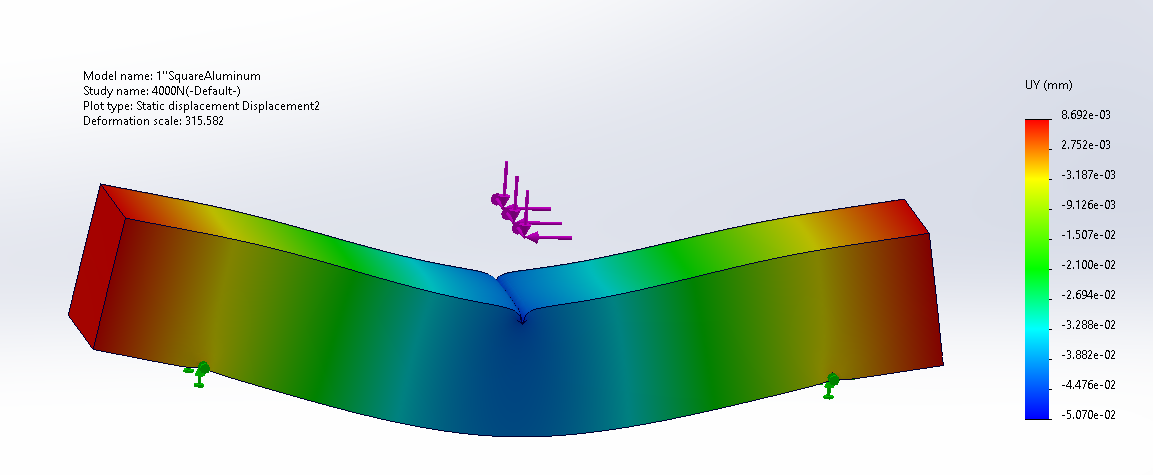 Model name: 1"SquareAluminum
Study name: 4000N(-Default-)
Plot type: Static displacement Displacement2
Deformation scale: 315.582
UY (mm)
8.692e-03
2.752e-03
-3.187e-03
-9.126e-03
-1.507e-02
-2.100e-02
-2.694e-02
-3.288e-02
-3.882e-02
-4.476e-02
-5.070e-02